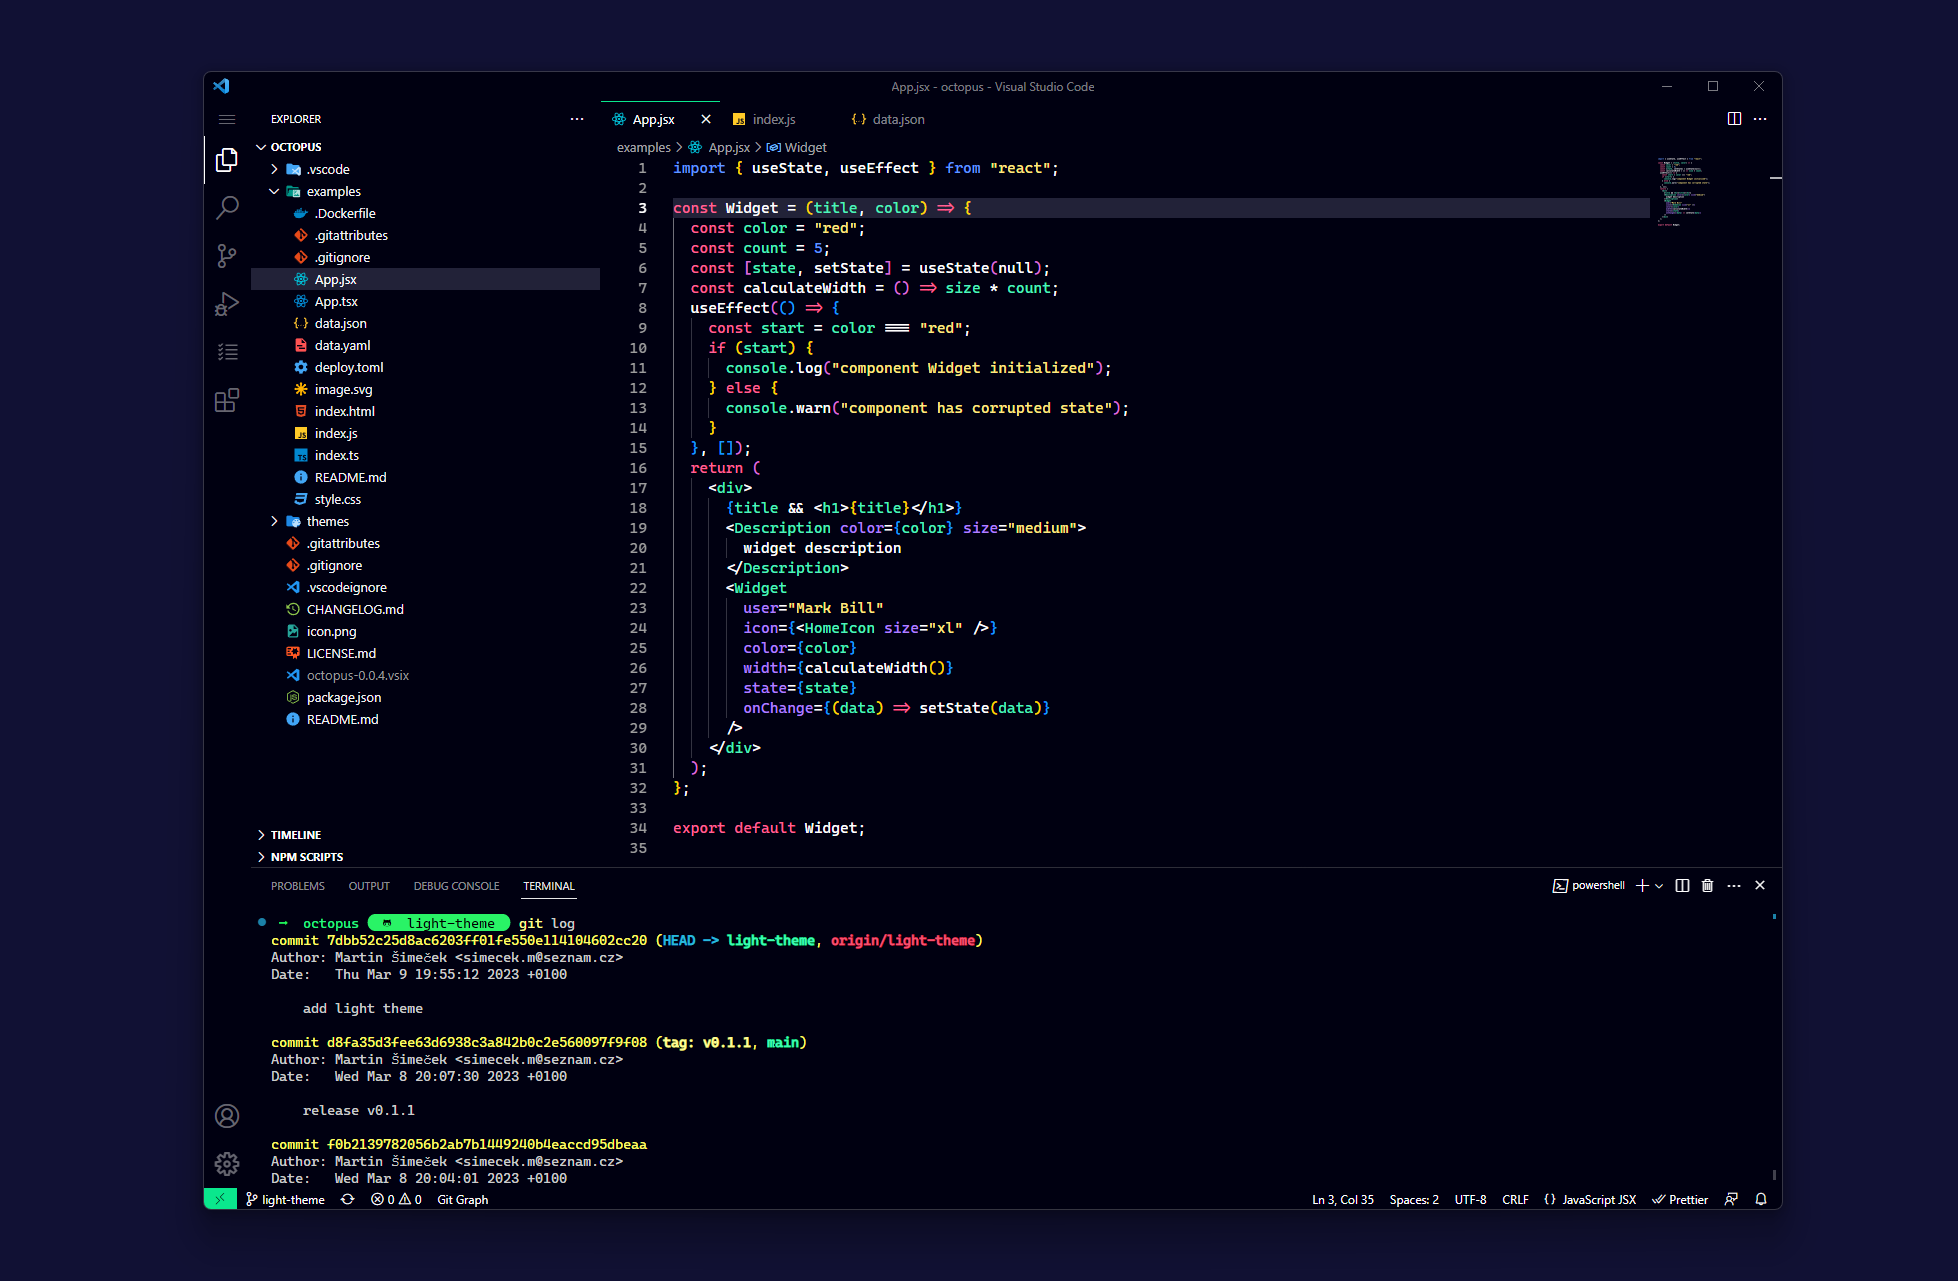 App.jsx - octopus - Visual Studio Code
EXPLORER
OCTOPUS
.vscode
examples
.Dockerfile
.gitattributes
.gitignore
App.jsx
App.tsx
data.json
data.yaml
deploy.toml
image.svg
index.html
index.js
index.ts
README.md
style.css
themes
.gitattributes
.gitignore
.vscodeignore
CHANGELOG.md
icon.png
LICENSE.md
octopus-0.0.4.vsix
package.json
README.md
TIMELINE
NPM SCRIPTS
App.jsx index.js data.json
examples > App.jsx > Widget
1 import { useState, useEffect } from "react";
2
3 const Widget = (title, color) => {
4 const color = "red";
5 const count = 5;
6 const [state, setState] = useState(null);
7 const calculateWidth = () => size * count;
8 useEffect(() => {
9 const start = color === "red";
10 if (start) {
11 console.log("component Widget initialized");
12 } else {
13 console.warn("component has corrupted state");
14 }
15 }, []);
16 return (
17 <div>
18 {title && <h1>{title}</h1>}
19 <Description color={color} size="medium">
20 widget description
21 </Description>
22 <Widget
23 user="Mark Bill"
24 icon={<HomeIcon size="xl" />}
25 color={color}
26 width={calculateWidth()}
27 state={state}
28 onChange={(data) => setState(data)}
29 />
30 </div>
31 );
32 };
33
34 export default Widget;
35
PROBLEMS OUTPUT DEBUG CONSOLE TERMINAL
powershell
→ octopus light-theme git log
commit 7dbb52c25d8ac6203ff01fe550e114104602cc20 (HEAD -> light-theme, origin/light-theme)
Author: Martin Šimeček <simecek.m@seznam.cz>
Date: Thu Mar 9 19:55:12 2023 +0100
add light theme
commit d8fa35d3fee63d6938c3a842b0c2e560097f9f08 (tag: v0.1.1, main)
Author: Martin Šimeček <simecek.m@seznam.cz>
Date: Wed Mar 8 20:07:30 2023 +0100
release v0.1.1
commit f0b2139782056b2ab7b1449240b4eaccd95dbeaa
Author: Martin Šimeček <simecek.m@seznam.cz>
Date: Wed Mar 8 20:04:01 2023 +0100
light-theme 0 0 Git Graph Ln 3, Col 35 Spaces: 2 UTF-8 CRLF {} JavaScript JSX Prettier